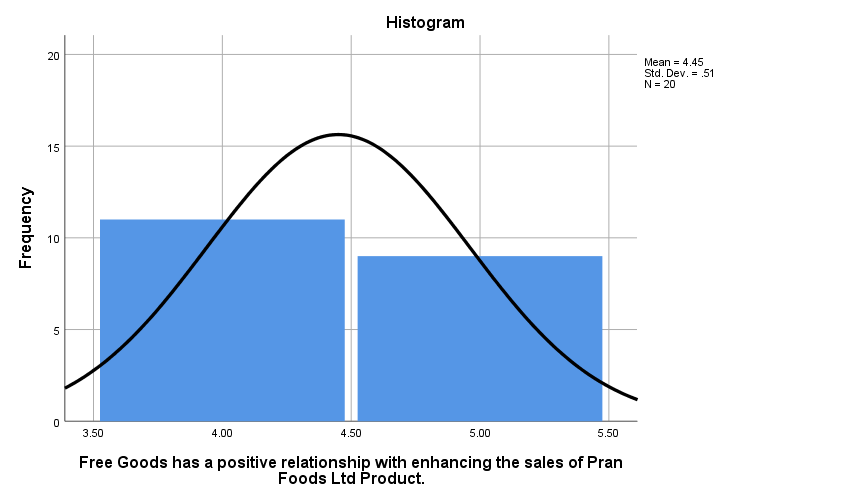 Histogram
Mean = 4.45
Std. Dev. = .51
N = 20
Frequency
20
15
10
5
0
3.50 4.00 4.50 5.00 5.50
Free Goods has a positive relationship with enhancing the sales of Pran
Foods Ltd Product.